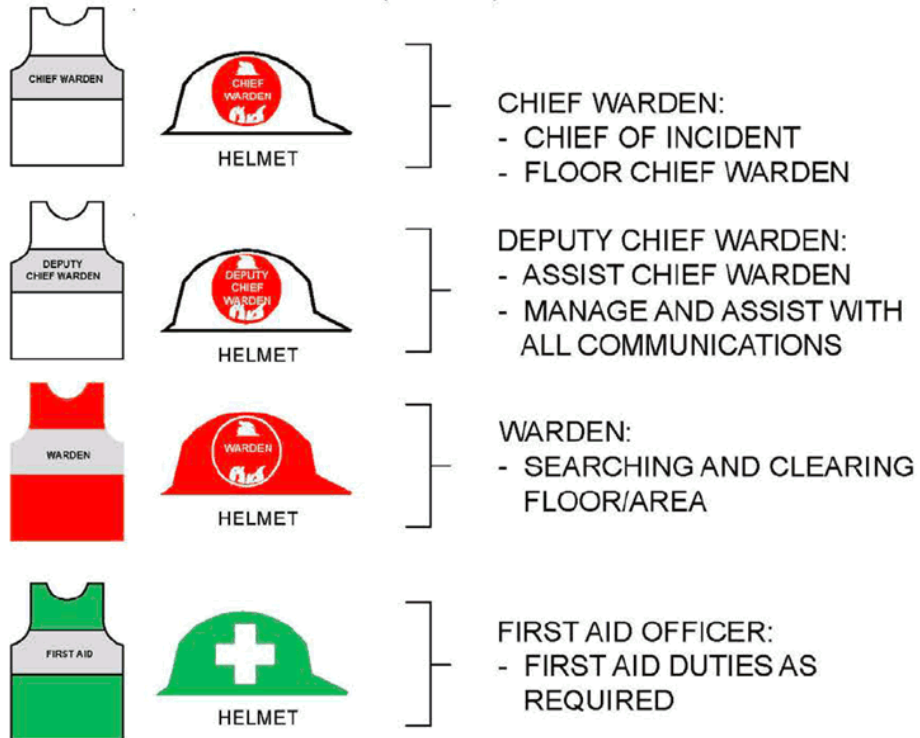 CHIEF WARDEN
CHIEF
WARDEN
HELMET
CHIEF WARDEN:
- CHIEF OF INCIDENT
- FLOOR CHIEF WARDEN
DEPUTY
CHIEF WARDEN
DEPUTY
CHIEF
WARDEN
HELMET
DEPUTY CHIEF WARDEN:
- ASSIST CHIEF WARDEN
- MANAGE AND ASSIST WITH
ALL COMMUNICATIONS
WARDEN
WARDEN
HELMET
WARDEN:
- SEARCHING AND CLEARING
FLOOR/AREA
FIRST AID
HELMET
FIRST AID OFFICER:
- FIRST AID DUTIES AS
REQUIRED